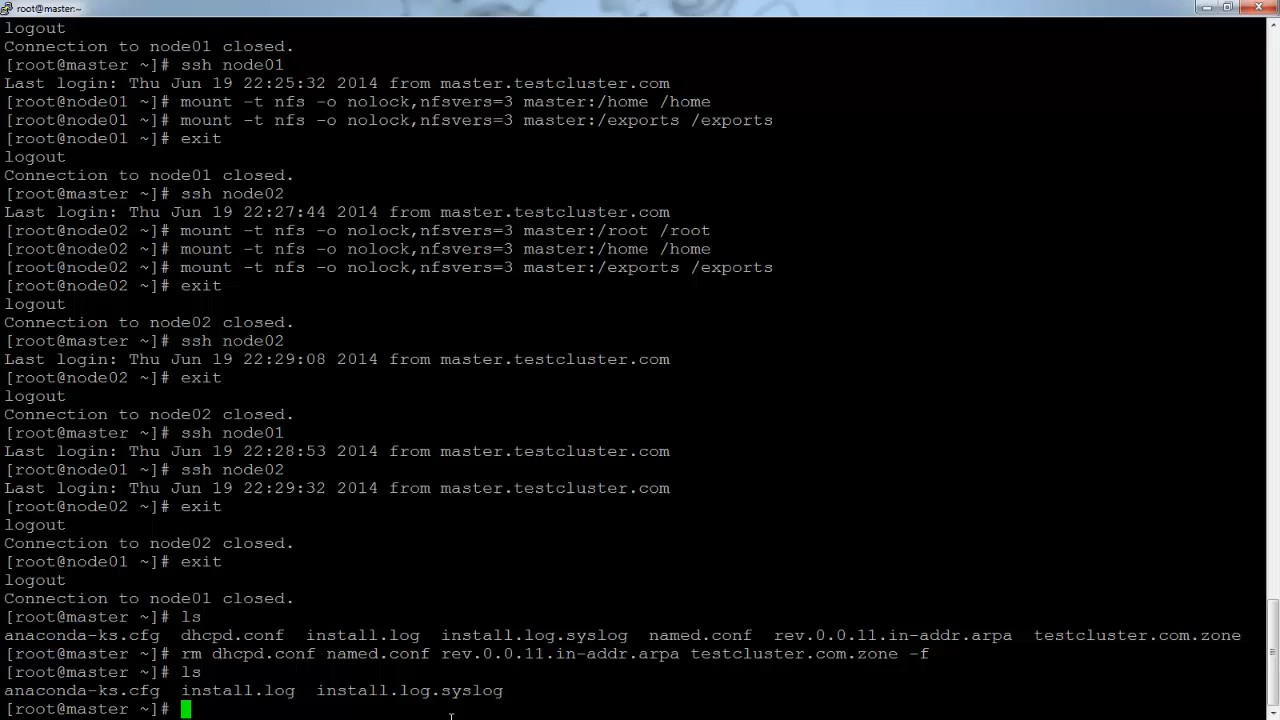 root@master:~
logout
Connection to node01 closed.
[root@master ~]# ssh node01
Last login: Thu Jun 19 22:25:32 2014 from master.testcluster.com
[root@node01 ~]# mount -t nfs -o nolock,nfsvers=3 master:/home /home
[root@node01 ~]# mount -t nfs -o nolock,nfsvers=3 master:/exports /exports
[root@node01 ~]# exit
logout
Connection to node01 closed.
[root@master ~]# ssh node02
Last login: Thu Jun 19 22:27:44 2014 from master.testcluster.com
[root@node02 ~]# mount -t nfs -o nolock,nfsvers=3 master:/root /root
[root@node02 ~]# mount -t nfs -o nolock,nfsvers=3 master:/home /home
[root@node02 ~]# mount -t nfs -o nolock,nfsvers=3 master:/exports /exports
[root@node02 ~]# exit
logout
Connection to node02 closed.
[root@master ~]# ssh node02
Last login: Thu Jun 19 22:29:08 2014 from master.testcluster.com
[root@node02 ~]# exit
logout
Connection to node02 closed.
[root@master ~]# ssh node01
Last login: Thu Jun 19 22:28:53 2014 from master.testcluster.com
[root@node01 ~]# ssh node02
Last login: Thu Jun 19 22:29:32 2014 from master.testcluster.com
[root@node02 ~]# exit
logout
Connection to node02 closed.
[root@node01 ~]# exit
logout
Connection to node01 closed.
[root@master ~]# ls
anaconda-ks.cfg dhcpd.conf install.log install.log.syslog named.conf rev.0.0.11.in-addr.arpa testcluster.com.zone
[root@master ~]# rm dhcpd.conf named.conf rev.0.0.11.in-addr.arpa testcluster.com.zone -f
[root@master ~]# ls
anaconda-ks.cfg install.log install.log.syslog
[root@master ~]#